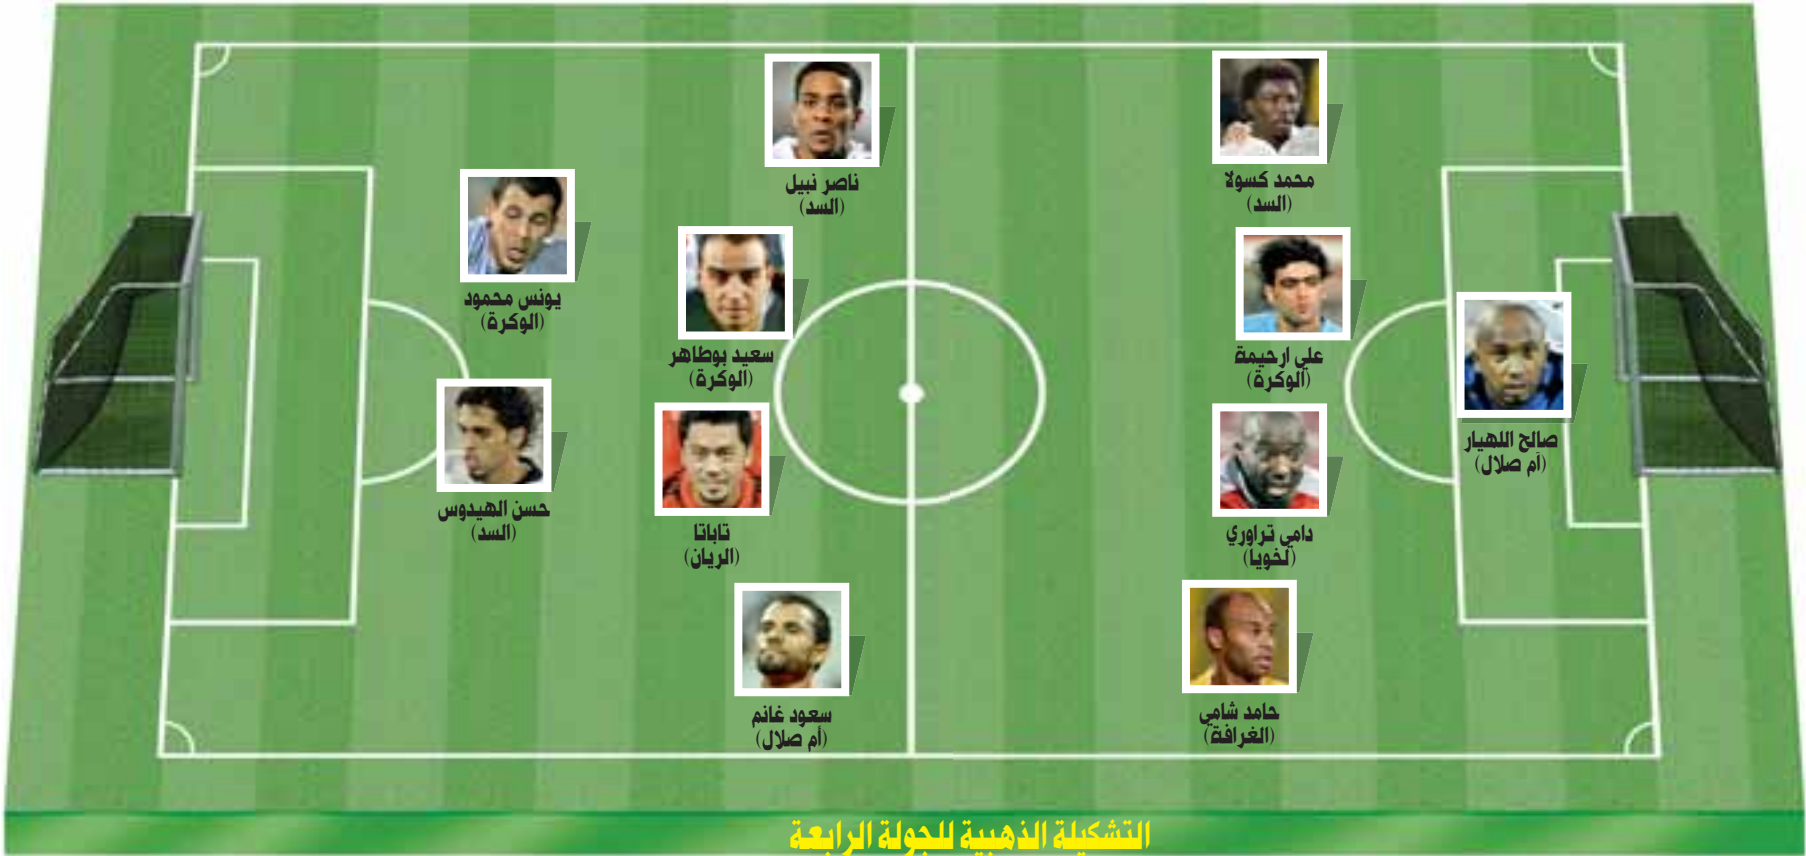 محمد كسولا
(السد)
ناصر نبيل
(السد)
يونس محمود
(الوكرة)
علي ارحيمة
(الوكرة)
سعيد بوطاهر
(الوكرة)
صالح اللهيار
(أم صلال)
دامي تراوري
(لخويا)
تاباتا
(الريان)
حسن الهيدوس
(السد)
حامد شامي
(الغرافة)
سعود غانم
(أم صلال)
التشكيلة الذهبية للجولة الرابعة